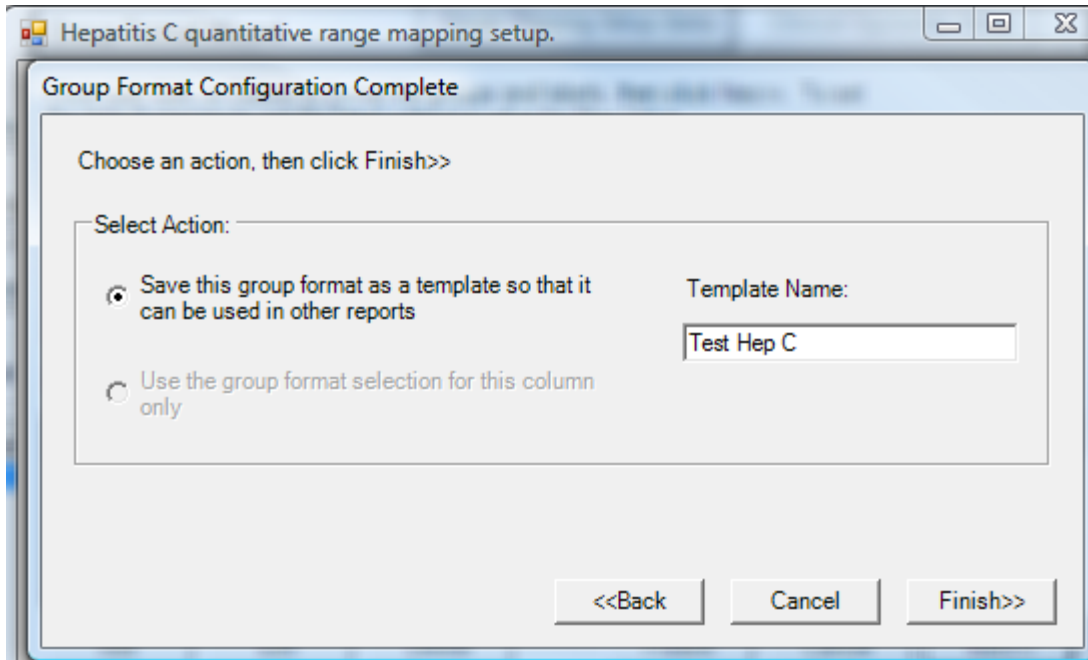 Hepatitis C quantitative range mapping setup.
Group Format Configuration Complete
Choose an action, then click Finish>>
Select Action:
Save this group format as a template so that it
can be used in other reports
Template Name:
Test Hep C
Use the group format selection for this column
only
<<Back
Cancel
Finish>>